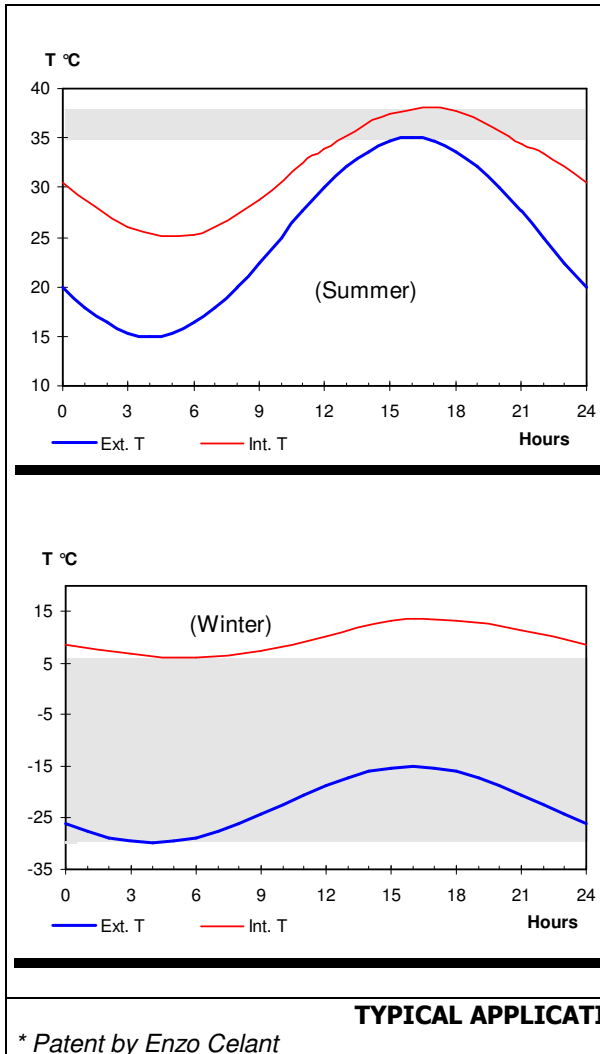 T °C
40
35
30
25
20
15
10
(Summer)
0 3 6 9 12 15 18 21 24
Ext. T Int. T Hours
T °C
15
5
-5
-15
-25
-35
(Winter)
0 3 6 9 12 15 18 21 24
Ext. T Int. T Hours
TYPICAL APPLICATI
* Patent by Enzo Celant